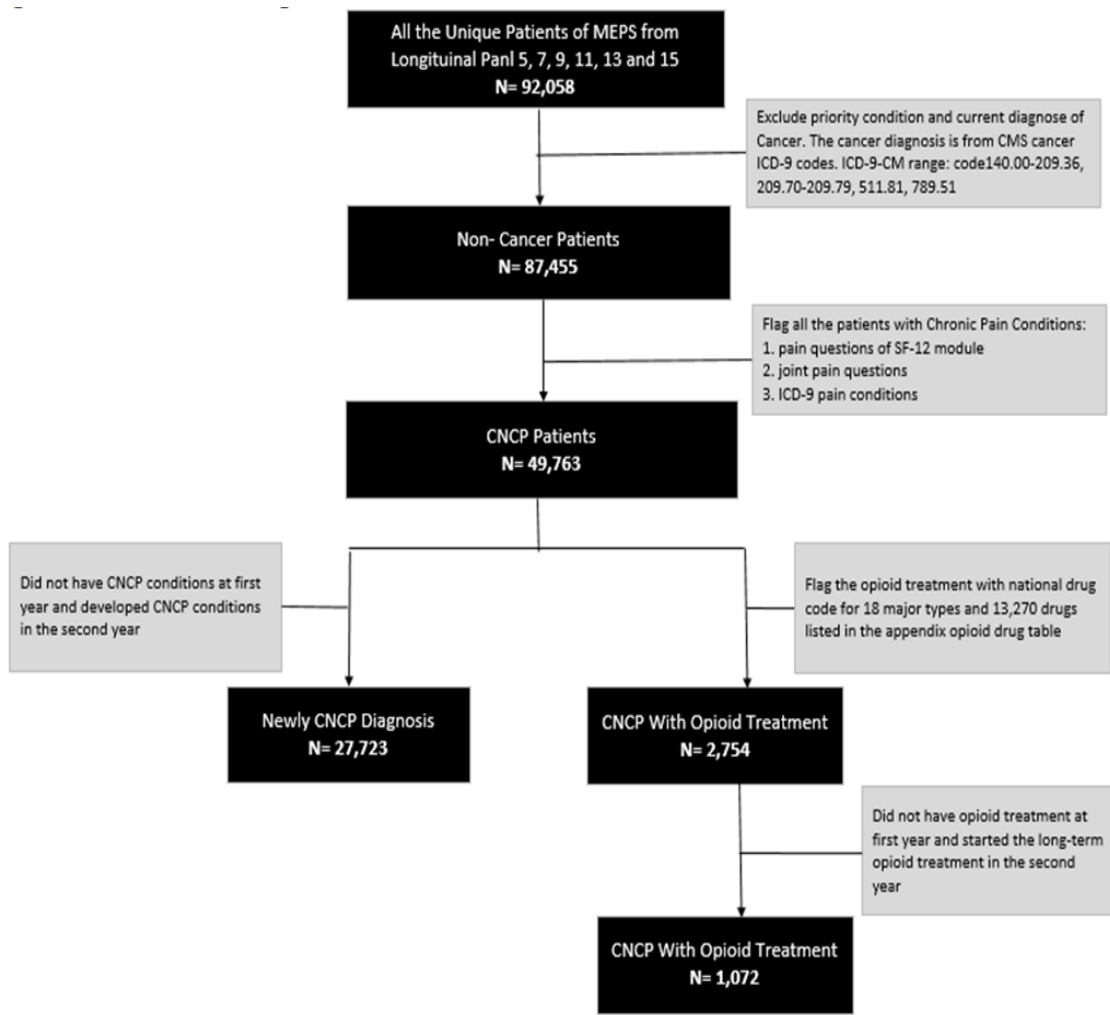 All the Unique Patients of MEPS from
Longituinal Panl 5, 7, 9, 11, 13 and 15
N= 92,058
Exclude priority condition and current diagnose of
Cancer. The cancer diagnosis is from CMS cancer
ICD-9 codes. ICD-9-CM range: code140.00-209.36,
209.70-209.79, 511.81, 789.51
Non- Cancer Patients
N= 87,455
Flag all the patients with Chronic Pain Conditions:
1. pain questions of SF-12 module
2. joint pain questions
3. ICD-9 pain conditions
CNCP Patients
N= 49,763
Did not have CNCP conditions at first
year and developed CNCP conditions
in the second year
Flag the opioid treatment with national drug
code for 18 major types and 13,270 drugs
listed in the appendix opioid drug table
Newly CNCP Diagnosis
N= 27,723
CNCP With Opioid Treatment
N= 2,754
Did not have opioid treatment at
first year and started the long-term
opioid treatment in the second
year
CNCP With Opioid Treatment
N= 1,072